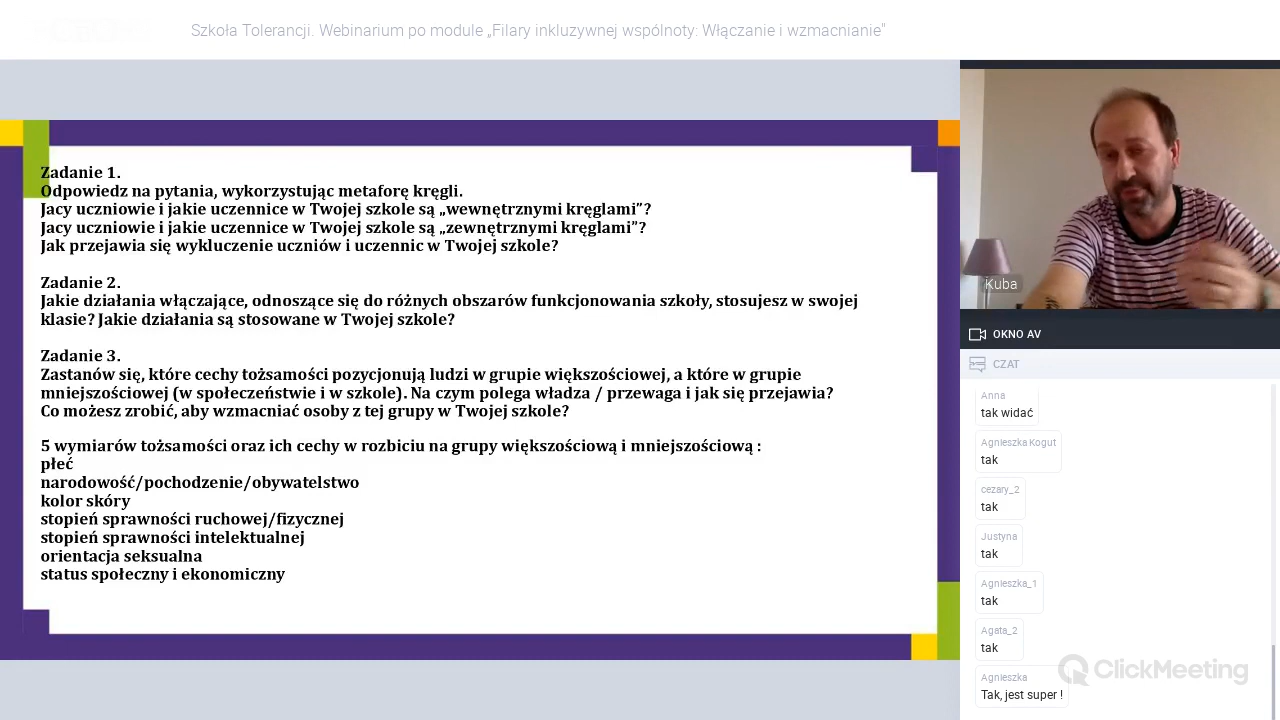 Szkoła Tolerancji. Webinarium po module „Filary inkluzywnej wspólnoty: Włączanie i wzmacnianie"
Zadanie 1.
Odpowiedz na pytania, wykorzystując metaforę kręgli.
Jacy uczniowie i jakie uczennice w Twojej szkole są „wewnętrznymi kręglami”?
Jacy uczniowie i jakie uczennice w Twojej szkole są „zewnętrznymi kręglami”?
Jak przejawia się wykluczenie uczniów i uczennic w Twojej szkole?
Zadanie 2.
Jakie działania włączające, odnoszące się do różnych obszarów funkcjonowania szkoły, stosujesz w swojej
klasie? Jakie działania są stosowane w Twojej szkole?
Zadanie 3.
Zastanów się, które cechy tożsamości pozycjonują ludzi w grupie większościowej, a które w grupie
mniejszościowej (w społeczeństwie i w szkole). Na czym polega władza / przewaga i jak się przejawia?
Co możesz zrobić, aby wzmacniać osoby z tej grupy w Twojej szkole?
5 wymiarów tożsamości oraz ich cechy w rozbiciu na grupy większościową i mniejszościową :
płeć
narodowość/pochodzenie/obywatelstwo
kolor skóry
stopień sprawności ruchowej/fizycznej
stopień sprawności intelektualnej
orientacja seksualna
status społeczny i ekonomiczny
Kuba
OKNO AV
CZAT
Anna
tak widać
Agnieszka Kogut
tak
cezary_2
tak
Justyna
tak
Agnieszka_1
tak
Agata_2
tak
Agnieszka
Tak, jest super !
ClickMeeting